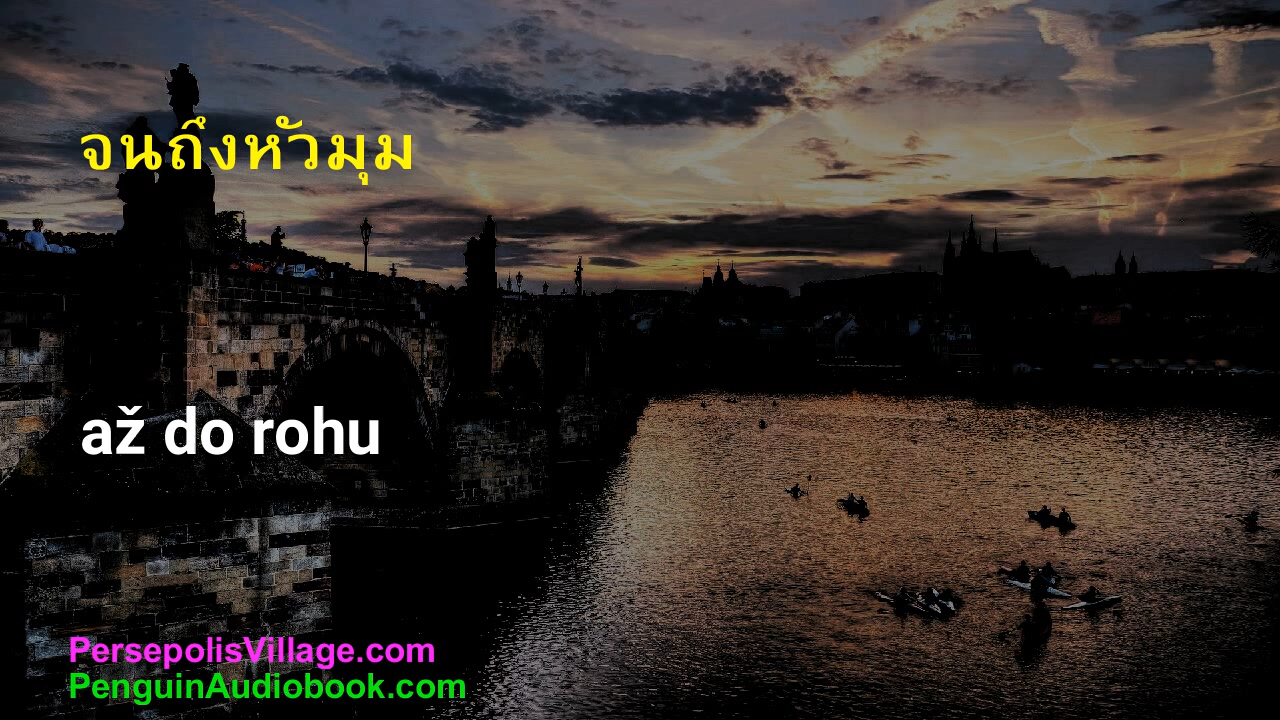 จนถึงหัวมุม
až do rohu
PersepolisVillage.com
PenguinAudiobook.com